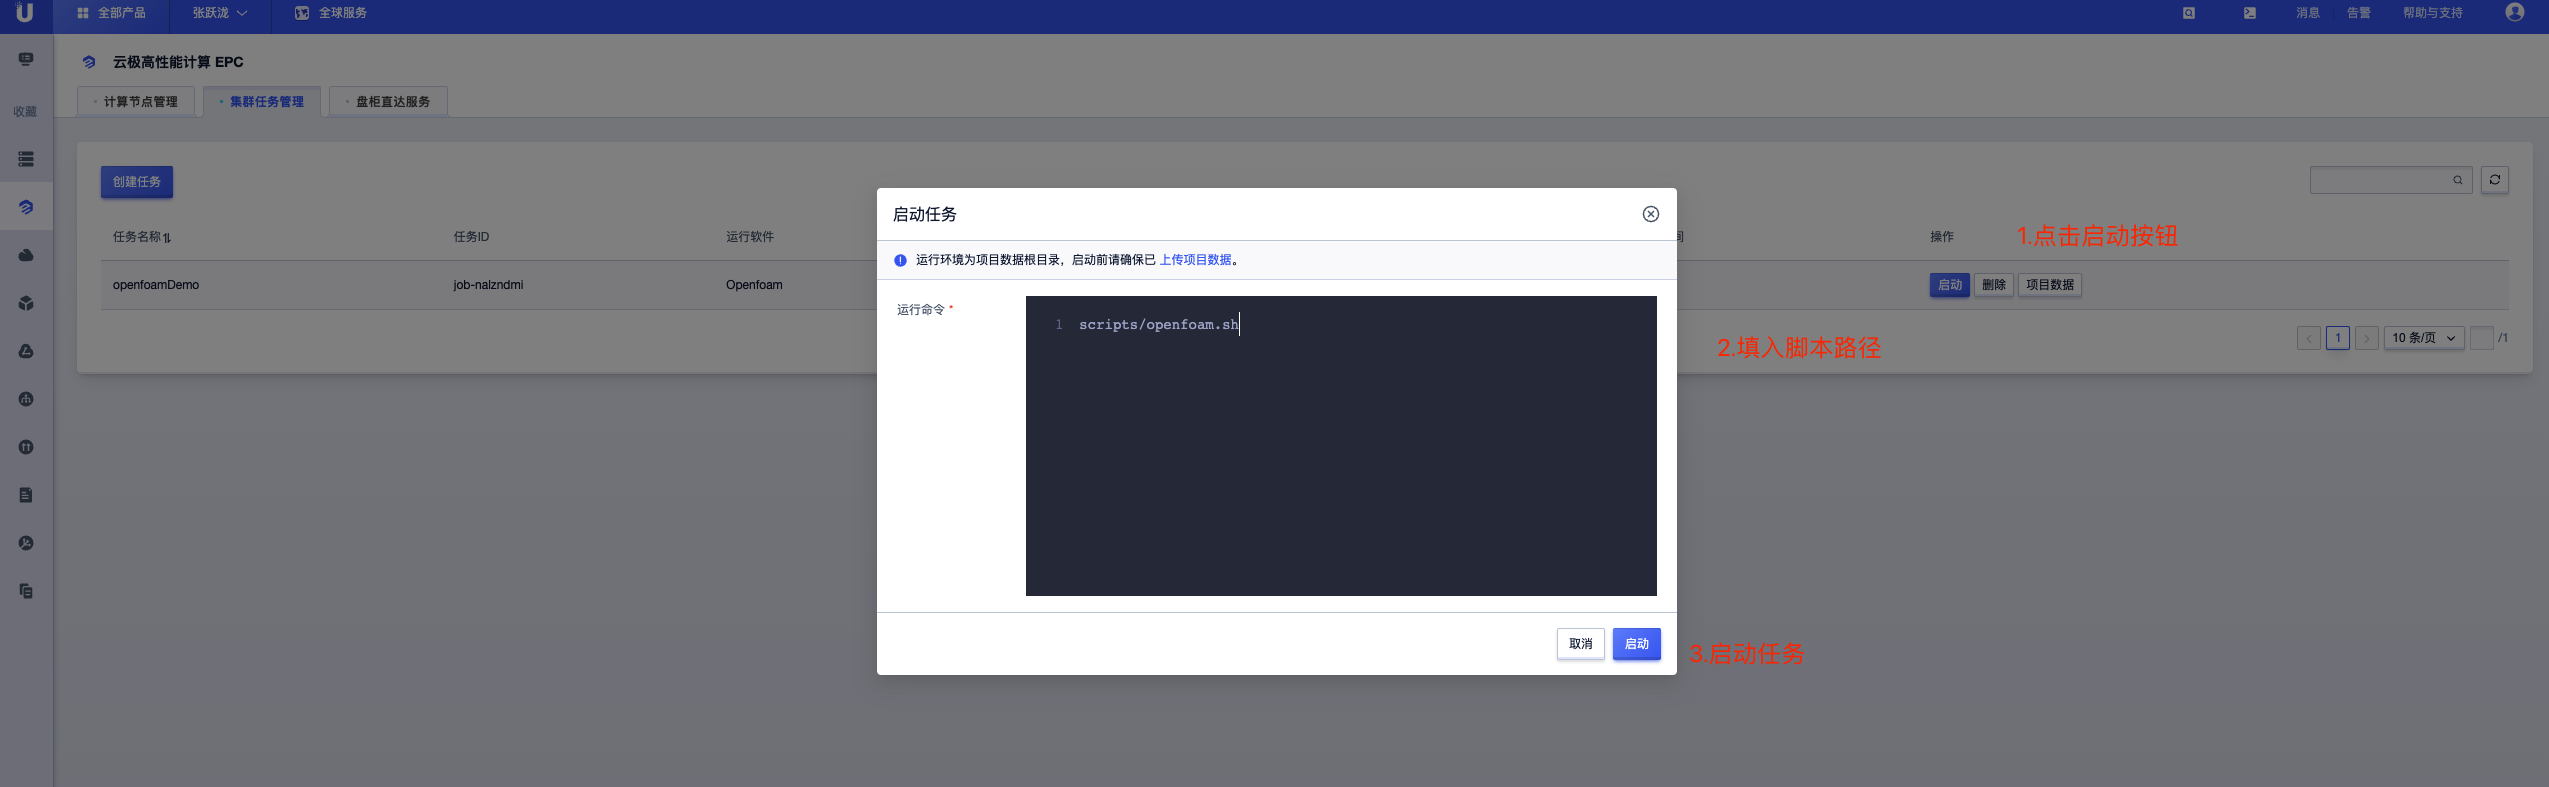 全部产品
张跃泷
全球服务
消息
告警
帮助与支持
收藏
云极高性能计算 EPC
计算节点管理
集群任务管理
盘柜直达服务
创建任务
任务名称
任务ID
运行软件
操作
1.点击启动按钮
openfoamDemo
job-nalzndmi
Openfoam
启动
删除
项目数据
1
10 条/页
/1
启动任务
运行环境为项目数据根目录，启动前请确保已 上传项目数据。
运行命令 *
1 scripts/openfoam.sh
2.填入脚本路径
取消
启动
3.启动任务